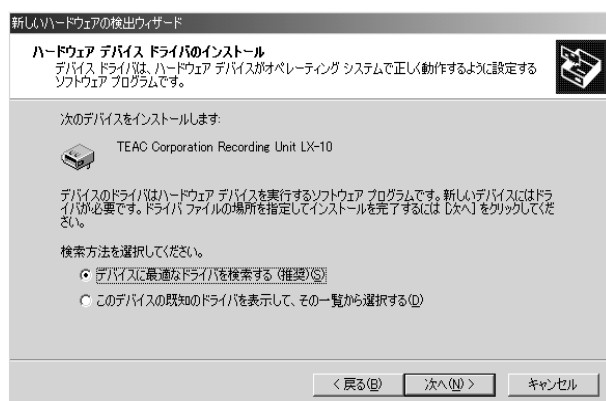 新しいハードウェアの検出ウィザード
ハードウェア デバイス ドライバのインストール
デバイス ドライバは、ハードウェア デバイスがオペレーティング システムで正しく動作するように設定する
ソフトウェア プログラムです。
次のデバイスをインストールします:
TEAC Corporation Recording Unit LX-10
デバイスのドライバはハードウェア デバイスを実行するソフトウェア プログラムです。新しいデバイスにはドラ
イバが必要です。ドライバ ファイルの場所を指定してインストールを完了するには [次へ] をクリックしてくだ
さい。
検索方法を選択してください。
デバイスに最適なドライバを検索する (推奨)(S)
このデバイスの既知のドライバを表示して、その一覧から選択する(D)
< 戻る(B)
次へ(N) >
キャンセル